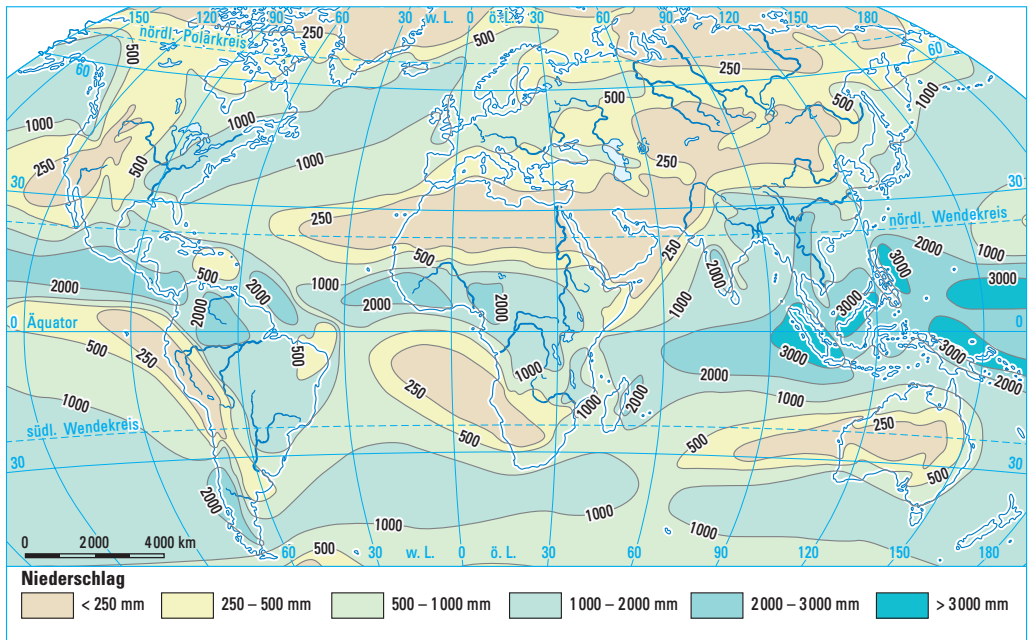 150 120 90 60 30 w. L. 0 ö. L. 30 60 90 120 150 180
nördl. Polarkreis
250 500 250 60
500 500 250
60 500 500 1000
1000 1000 1000
250 500 250
30 30
250 nördl. Wendekreis
500 250 2000 1000
500 2000 3000
2000 2000 1000 2000 2000 1000 3000 3000
0 Äquator 0
500 250 500 250 1000 3000 3000
2000 2000
1000 1000 2000 1000
südl. Wendekreis 500 500 250
30 30
2000 500
1000 1000 1000
0 2000 4000 km
500
60 30 w. L. 0 ö. L. 30 60 90 120 150 180
Niederschlag
< 250 mm 250 – 500 mm 500 – 1000 mm 1000 – 2000 mm 2000 – 3000 mm > 3000 mm